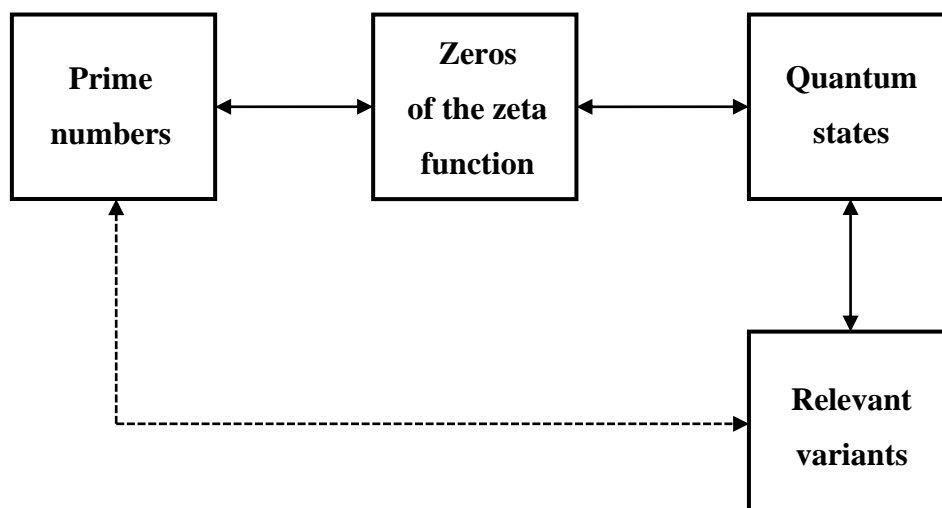 Prime
numbers
Zeros
of the zeta
function
Quantum
states
Relevant
variants